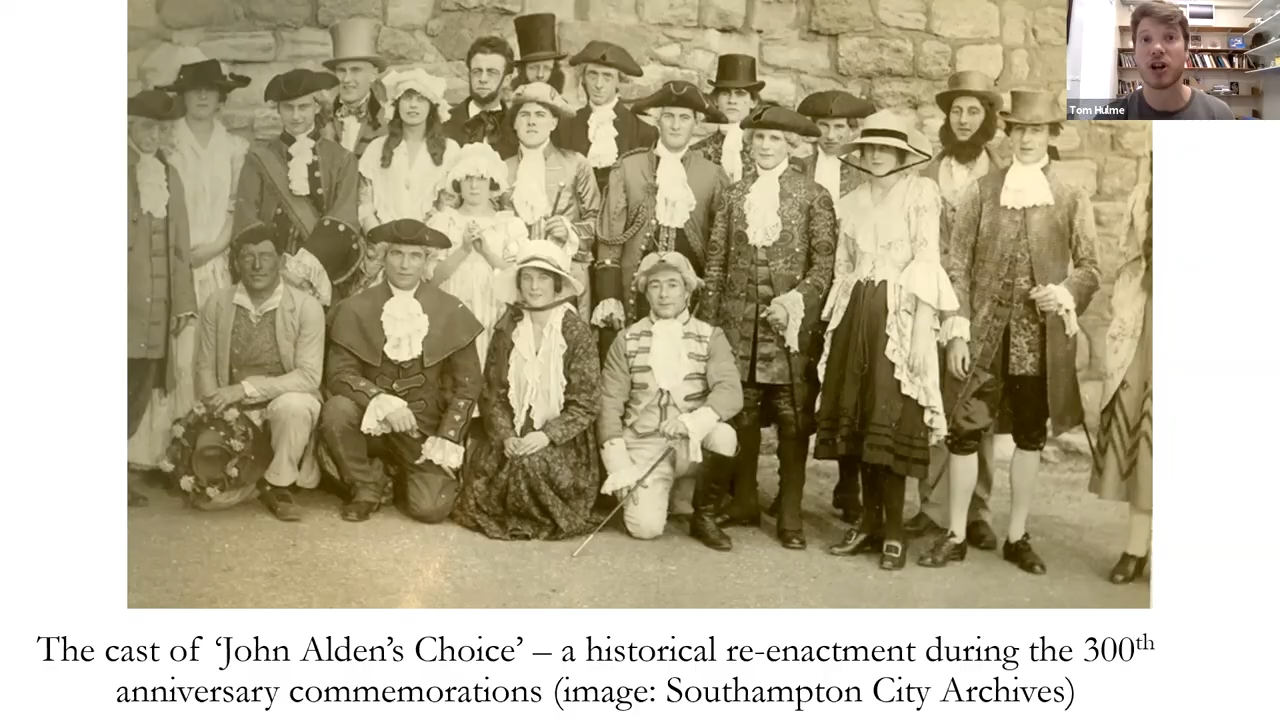 Tom Hulme
The cast of ‘John Alden’s Choice’ – a historical re-enactment during the 300th
anniversary commemorations (image: Southampton City Archives)